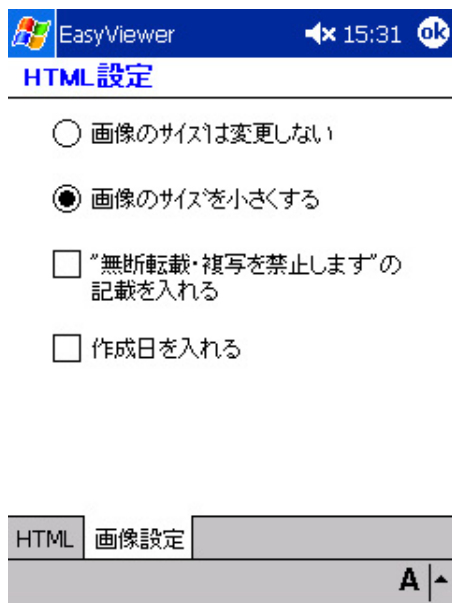 EasyViewer 15:31 ok
HTML設定
画像のサイズは変更しない
画像のサイズを小さくする
"無断転載・複写を禁止します"の
記載を入れる
作成日を入れる
HTML 画像設定
A